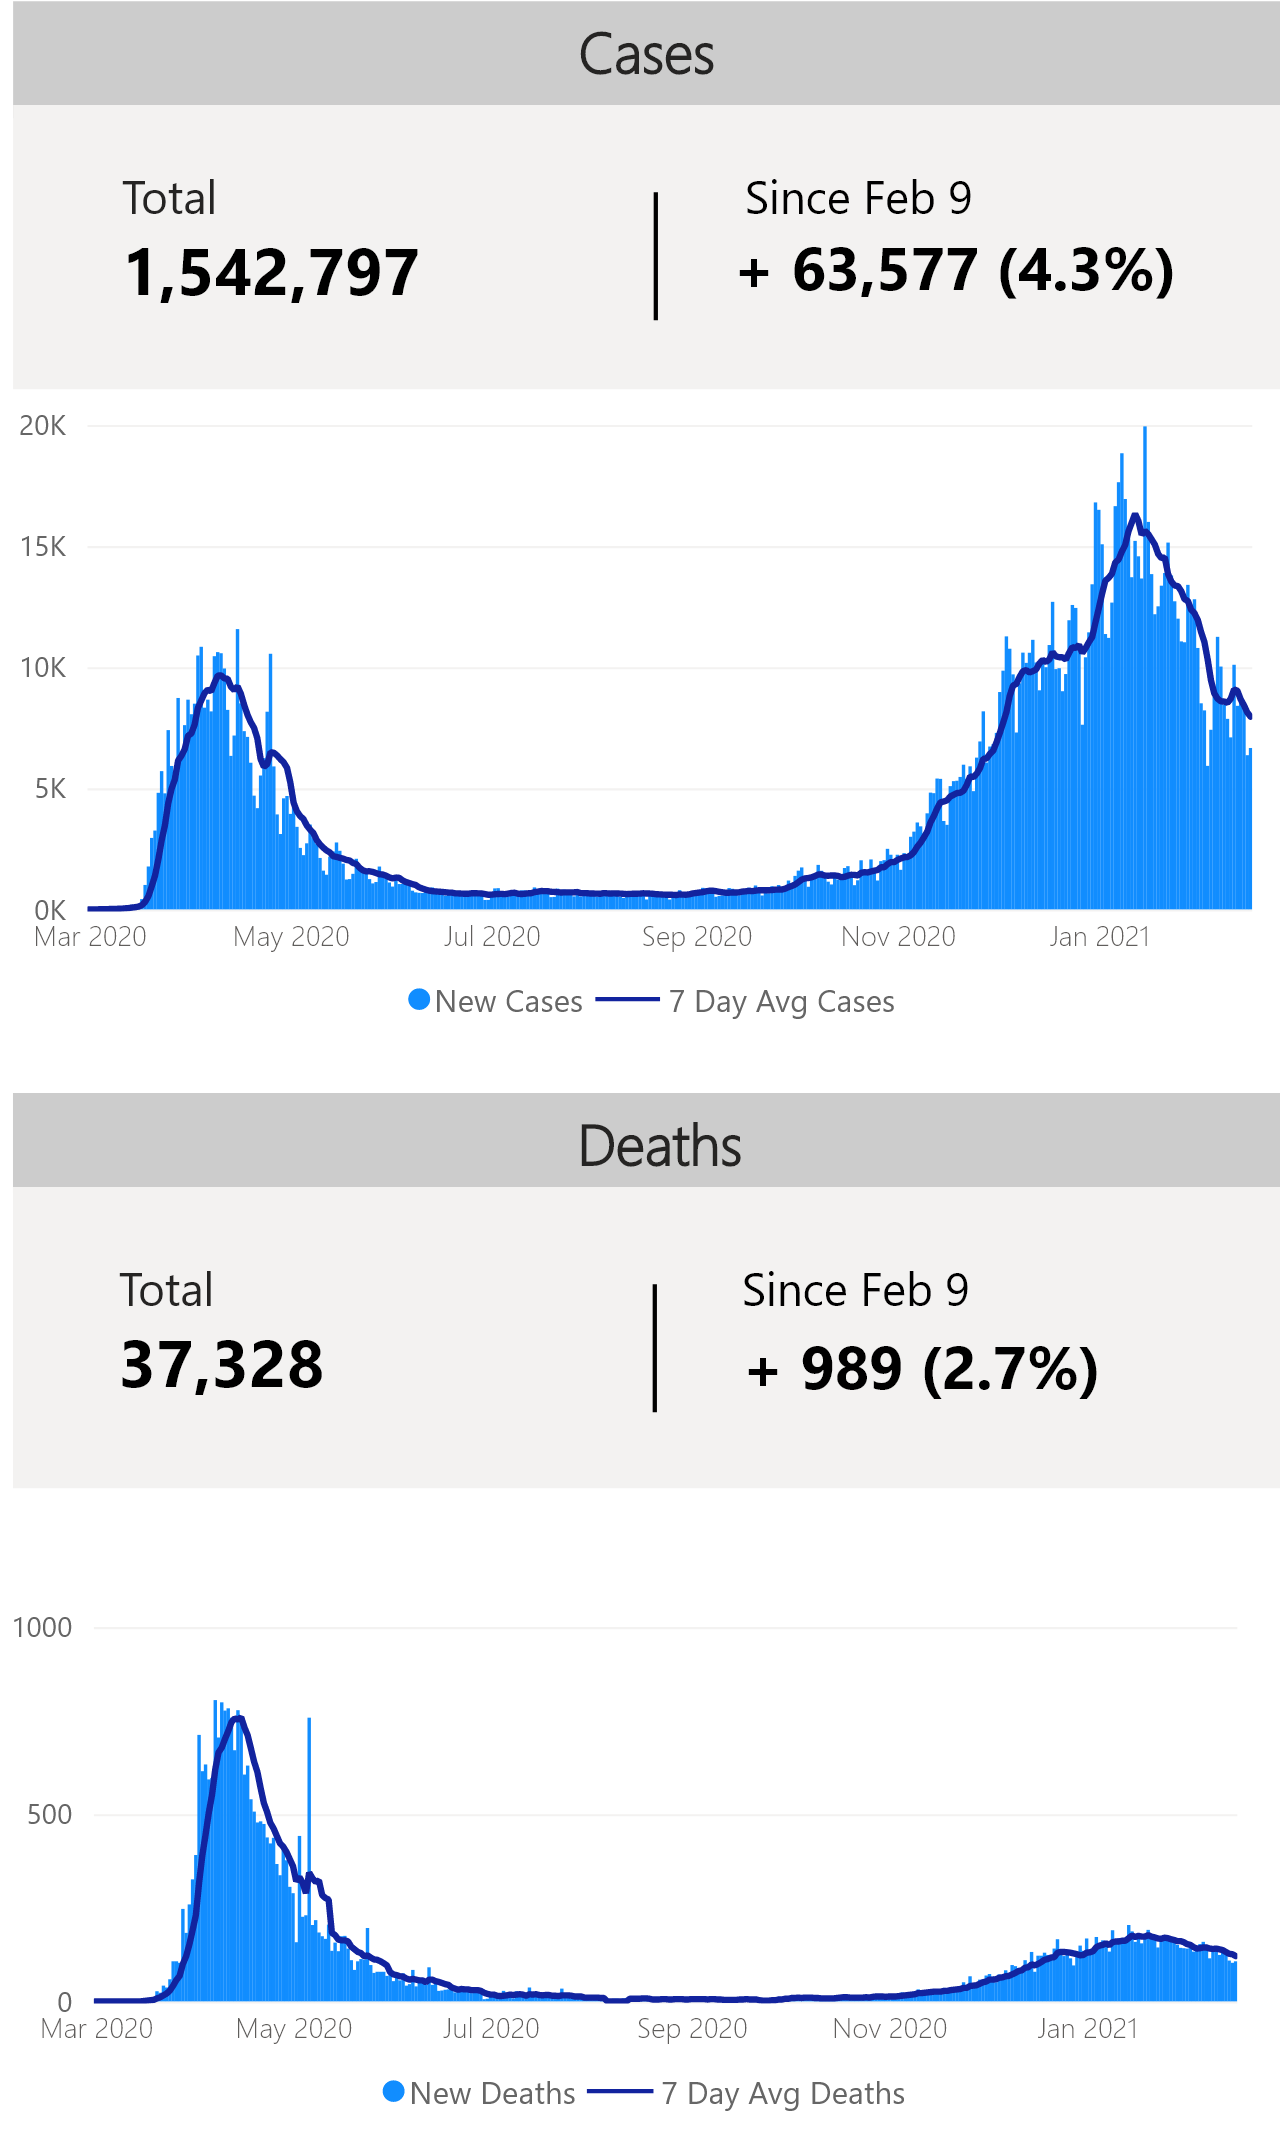 Cases
Total
Since Feb 9
1,542,797
+ 63,577 (4.3%)
20K
15K
10K
5K
0K
Mar 2020 May 2020 Jul 2020 Sep 2020 Nov 2020 Jan 2021
New Cases 7 Day Avg Cases
Deaths
Total
Since Feb 9
37,328
+ 989 (2.7%)
1000
500
0
Mar 2020 May 2020 Jul 2020 Sep 2020 Nov 2020 Jan 2021
New Deaths 7 Day Avg Deaths